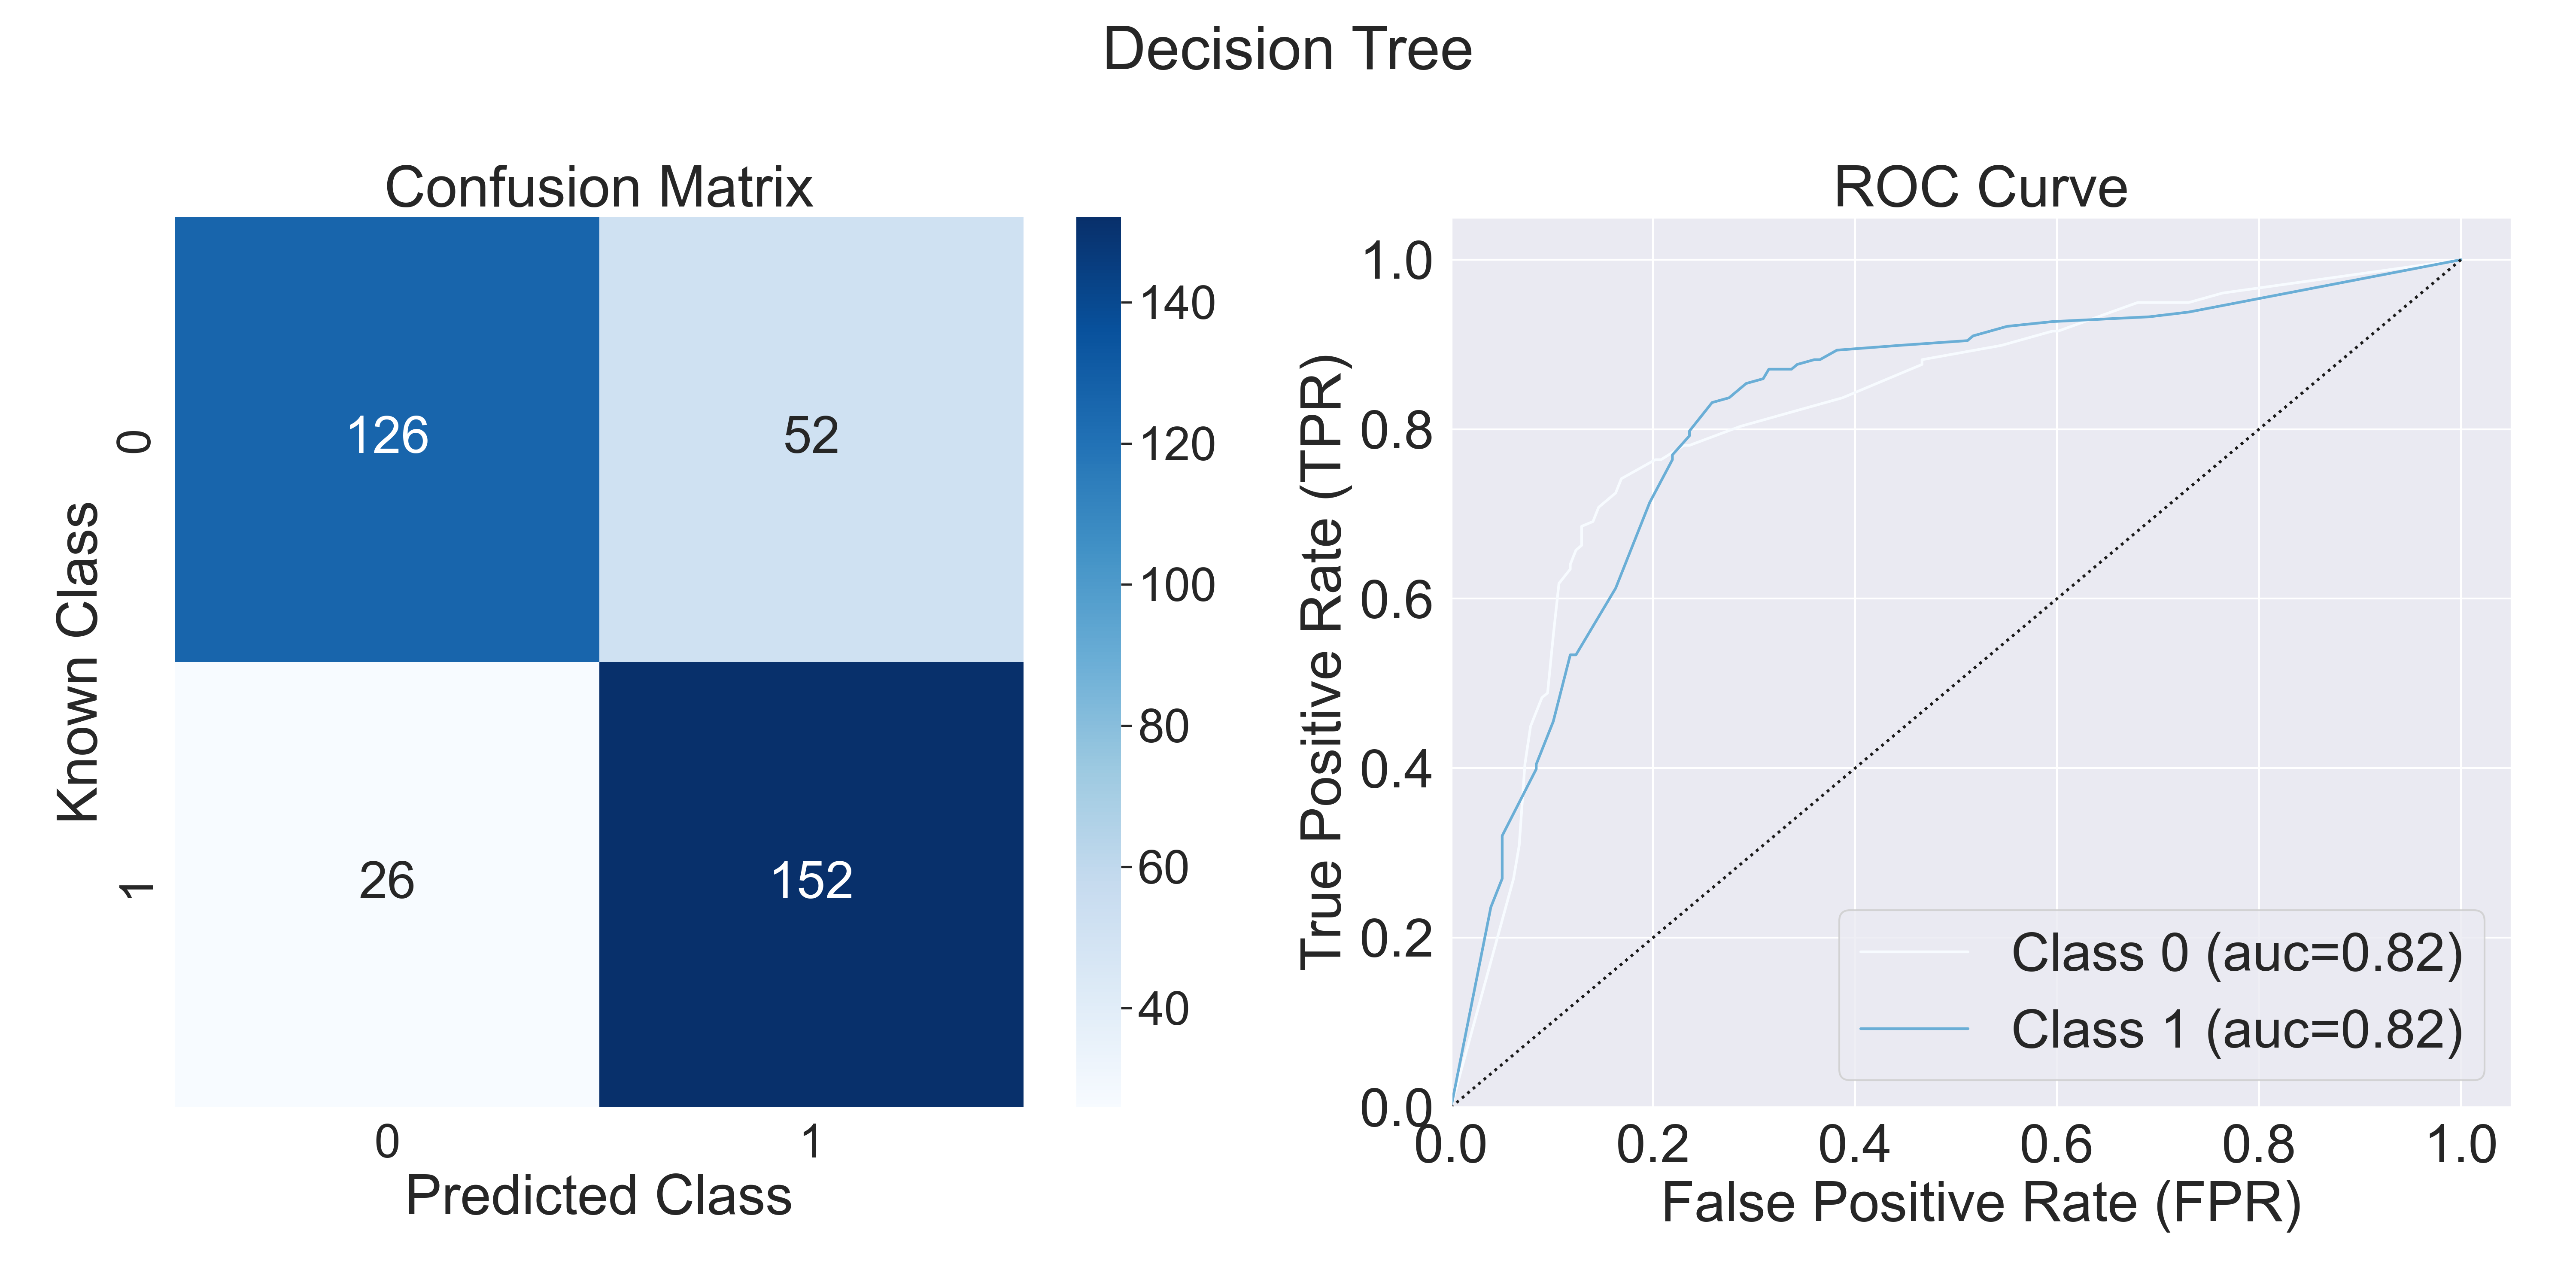 Decision Tree
Confusion Matrix
126
52
26
152
0
1
Known Class
0
1
Predicted Class
140
120
100
80
60
40
ROC Curve
1.0
0.8
0.6
0.4
0.2
0.0
True Positive Rate (TPR)
0.0
0.2
0.4
0.6
0.8
1.0
False Positive Rate (FPR)
Class 0 (auc=0.82)
Class 1 (auc=0.82)